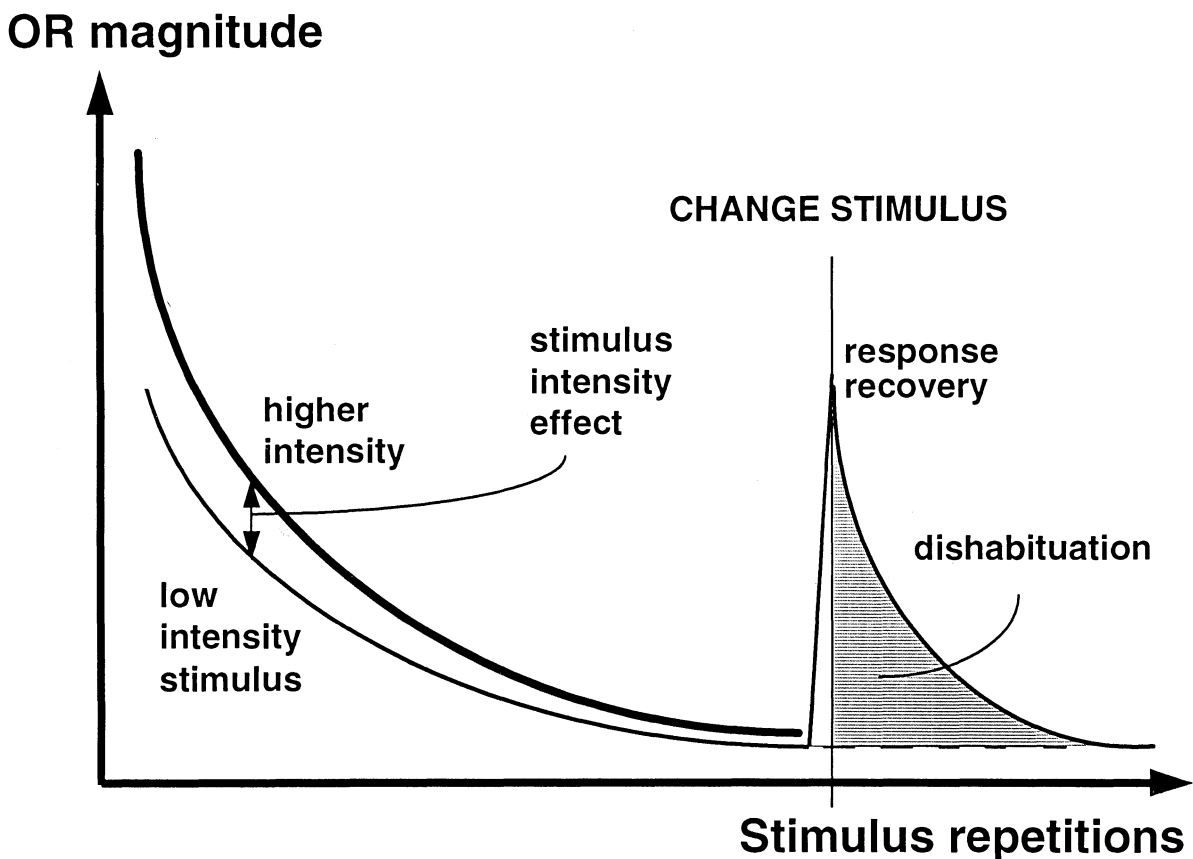 OR magnitude
CHANGE STIMULUS
stimulus
intensity
effect
response
recovery
higher
intensity
dishabituation
low
intensity
stimulus
Stimulus repetitions